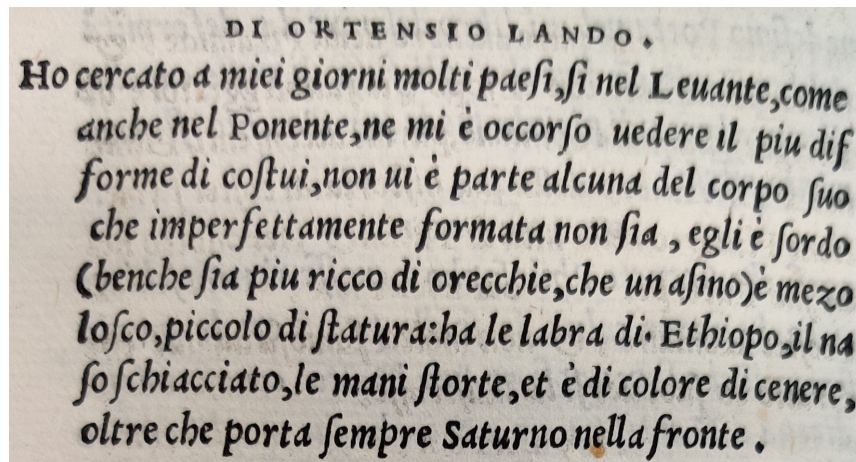 DI ORTENSIO LANDO.
Ho cercato a miei giorni molti paeſi,ſi nel Leuante,come
anche nel Ponente,ne mi è occorſo uedere il piu dif
forme di coſtui,non ui è parte alcuna del corpo ſuo
che imperfettamente formata non ſia , egli è ſordo
(benche ſia piu ricco di orecchie,che un aſino)è mezo
loſco,piccolo di ſtatura:ha le labra di Ethiopo,il na
ſo ſchiacciato,le mani ſtorte,et è di colore di cenere,
oltre che porta ſempre Saturno nella fronte .